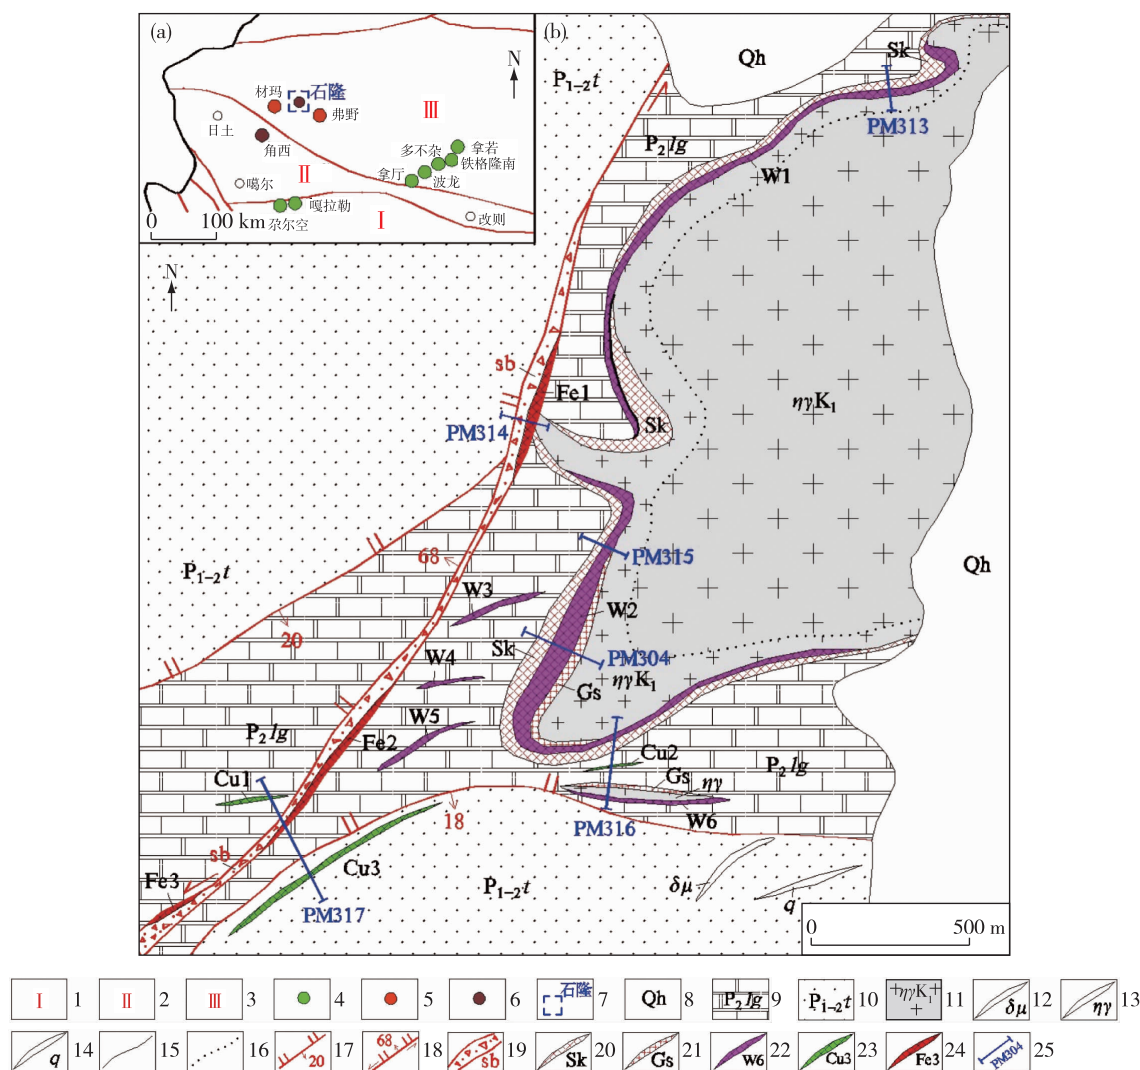 (a)
N
材玛
石隆
弗野
Ⅲ
日土
角西
多不杂
拿若
铁格隆南
拿厅
波龙
Ⅱ
噶尔
嘎拉勒
尕尔空
Ⅰ
改则
0 100 km
(b)
N
P₁₋₂t
Qh
Sk
PM313
P₂lg
W1
P₁₋₂t
sb
Fe1
PM314
Sk
ηγK₁
68
PM315
P₁₋₂t
Qh
W3
W2
20
Sk
W4
PM304
ηγK₁
Gs
W5
P₂lg
Fe2
Cu2
P₂lg
Cu1
Gs
ηγ
18
PM316
W6
sb
Cu3
Fe3
P₁₋₂t
δμ
q
PM317
0 500 m
Ⅰ 1
Ⅱ 2
Ⅲ 3
4
5
6
石隆 7
Qh 8
P₂lg 9
P₁₋₂t 10
ηγK₁ 11
δμ 12
ηγ 13
q 14
15
16
20 17
68 18
sb 19
Sk 20
Gs 21
W6 22
Cu3 23
Fe3 24
PM304 25